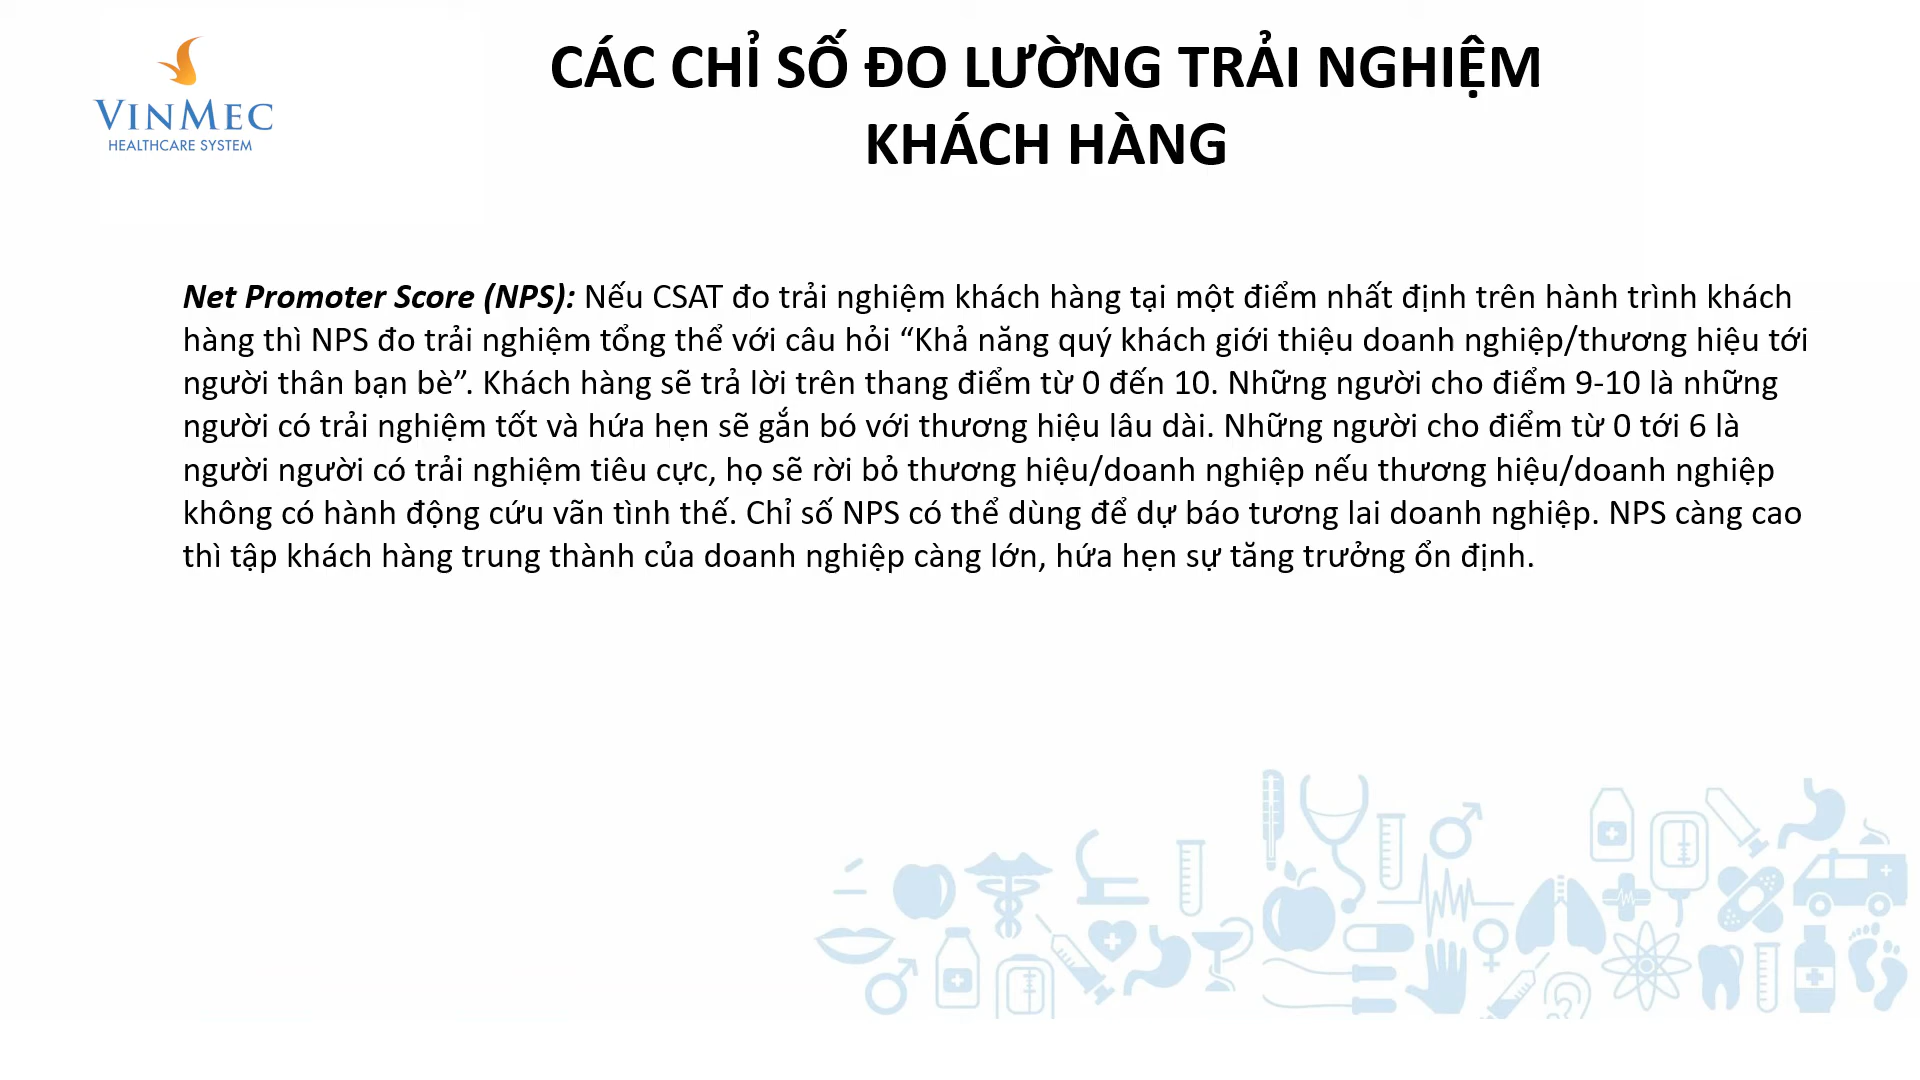 VINMEC
HEALTHCARE SYSTEM
CÁC CHỈ SỐ ĐO LƯỜNG TRẢI NGHIỆM
KHÁCH HÀNG
Net Promoter Score (NPS): Nếu CSAT đo trải nghiệm khách hàng tại một điểm nhất định trên hành trình khách
hàng thì NPS đo trải nghiệm tổng thể với câu hỏi “Khả năng quý khách giới thiệu doanh nghiệp/thương hiệu tới
người thân bạn bè”. Khách hàng sẽ trả lời trên thang điểm từ 0 đến 10. Những người cho điểm 9-10 là những
người có trải nghiệm tốt và hứa hẹn sẽ gắn bó với thương hiệu lâu dài. Những người cho điểm từ 0 tới 6 là
người người có trải nghiệm tiêu cực, họ sẽ rời bỏ thương hiệu/doanh nghiệp nếu thương hiệu/doanh nghiệp
không có hành động cứu vãn tình thế. Chỉ số NPS có thể dùng để dự báo tương lai doanh nghiệp. NPS càng cao
thì tập khách hàng trung thành của doanh nghiệp càng lớn, hứa hẹn sự tăng trưởng ổn định.